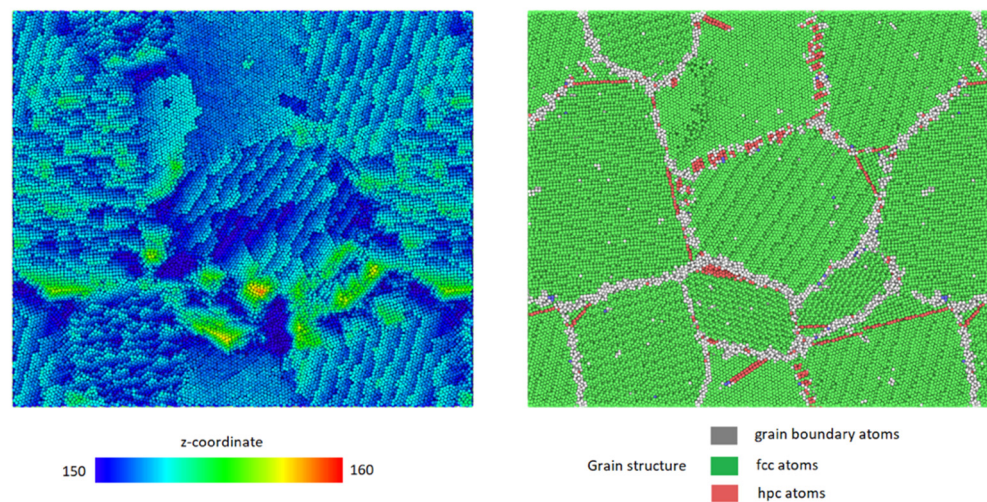 z-coordinate
150
160
Grain structure
grain boundary atoms
fcc atoms
hpc atoms